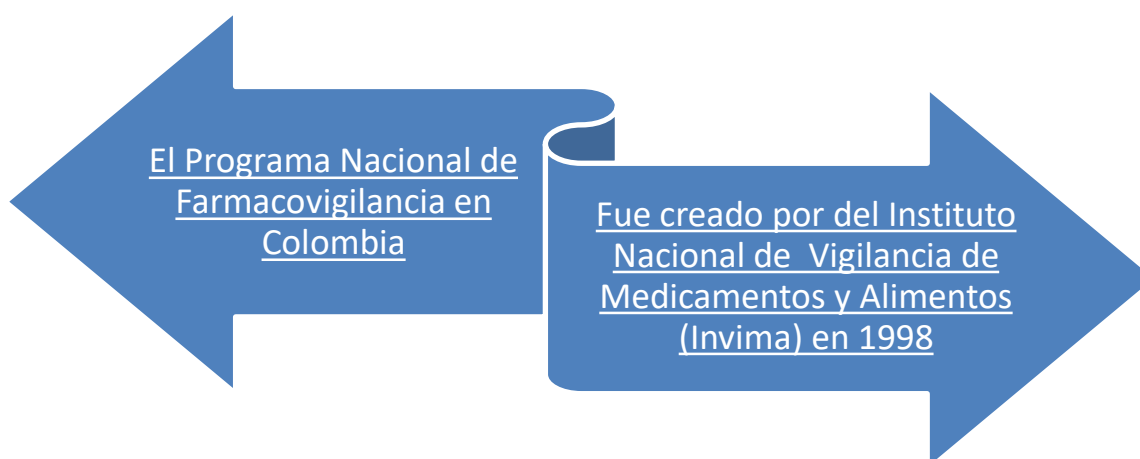 El Programa Nacional de
Farmacovigilancia en
Colombia
Fue creado por del Instituto
Nacional de  Vigilancia de
Medicamentos y Alimentos
(Invima) en 1998